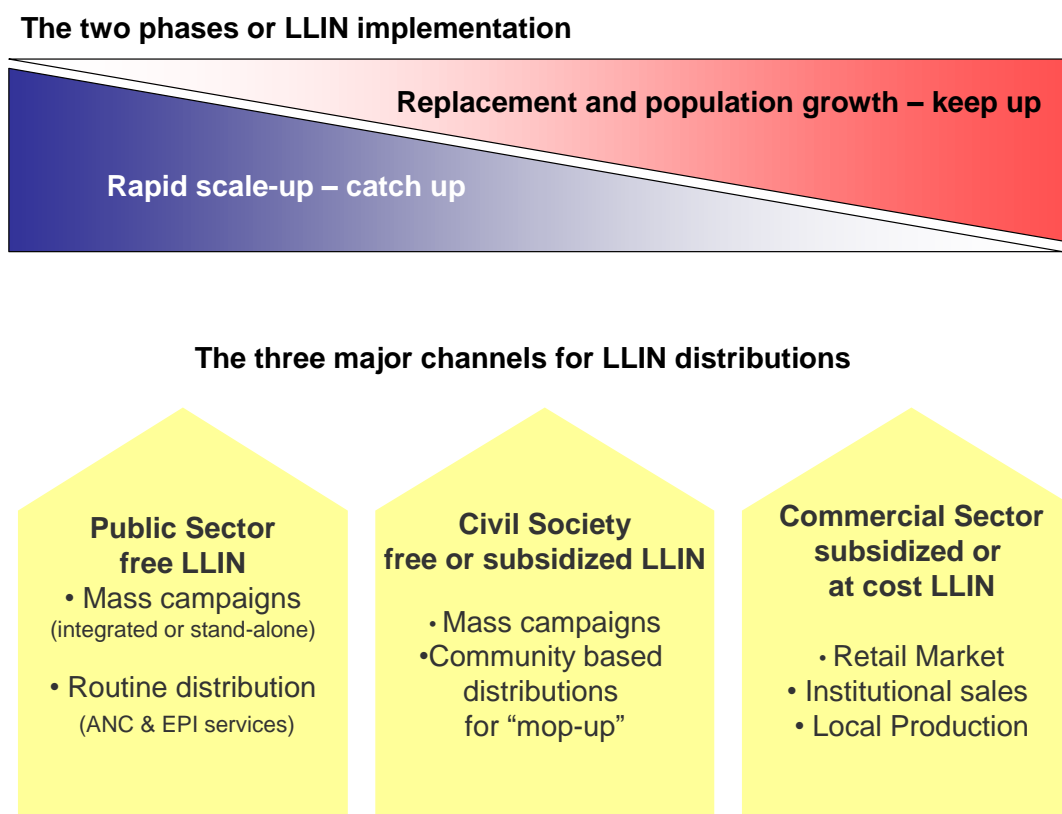 The two phases or LLIN implementation
Replacement and population growth – keep up
Rapid scale-up – catch up
The three major channels for LLIN distributions
Public Sector
free LLIN
• Mass campaigns
(integrated or stand-alone)
• Routine distribution
(ANC & EPI services)
Civil Society
free or subsidized LLIN
• Mass campaigns
•Community based
distributions
for “mop-up”
Commercial Sector
subsidized or
at cost LLIN
• Retail Market
• Institutional sales
• Local Production